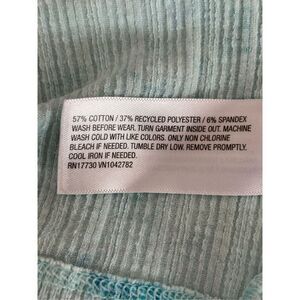 57% COTTON / 37% RECYCLED POLYESTER / 6% SPANDEX
WASH BEFORE WEAR. TURN GARMENT INSIDE OUT. MACHINE
WASH COLD WITH LIKE COLORS. ONLY NON CHLORINE
BLEACH IF NEEDED. TUMBLE DRY LOW. REMOVE PROMPTLY.
COOL IRON IF NEEDED.
RN17730 VN1042782